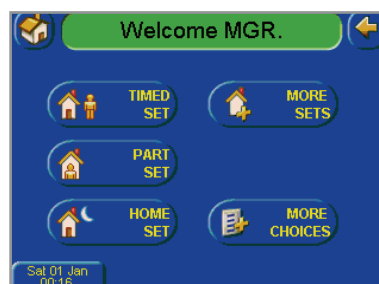 Welcome MGR.
TIMED
SET
MORE
SETS
PART
SET
HOME
SET
MORE
CHOICES
Sat 01 Jan
00:16